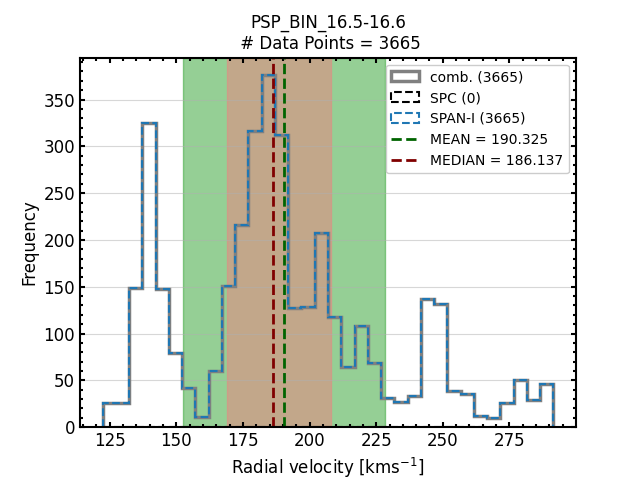 PSP_BIN_16.5-16.6
# Data Points = 3665
comb. (3665)
SPC (0)
SPAN-I (3665)
MEAN = 190.325
MEDIAN = 186.137
Frequency
350
300
250
200
150
100
50
0
125 150 175 200 225 250 275
Radial velocity [kms⁻¹]